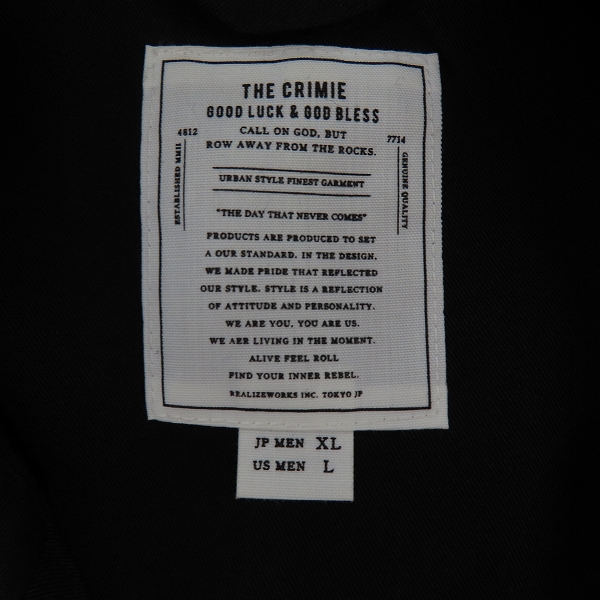 THE CRIMIE
GOOD LUCK & GOD BLESS
CALL ON GOD, BUT
ROW AWAY FROM THE ROCKS.
4812
ESTABLISHED MMII
7714
GENUINE QUALITY
URBAN STYLE FINEST GARMENT
"THE DAY THAT NEVER COMES"
PRODUCTS ARE PRODUCED TO SET
A OUR STANDARD. IN THE DESIGN.
WE MADE PRIDE THAT REFLECTED
OUR STYLE. STYLE IS A REFLECTION
OF ATTITUDE AND PERSONALITY.
WE ARE YOU, YOU ARE US.
WE AER LIVING IN THE MOMENT.
ALIVE FEEL ROLL
FIND YOUR INNER REBEL.
REALIZEWORKS INC. TOKYO JP
JP MEN XL
US MEN L